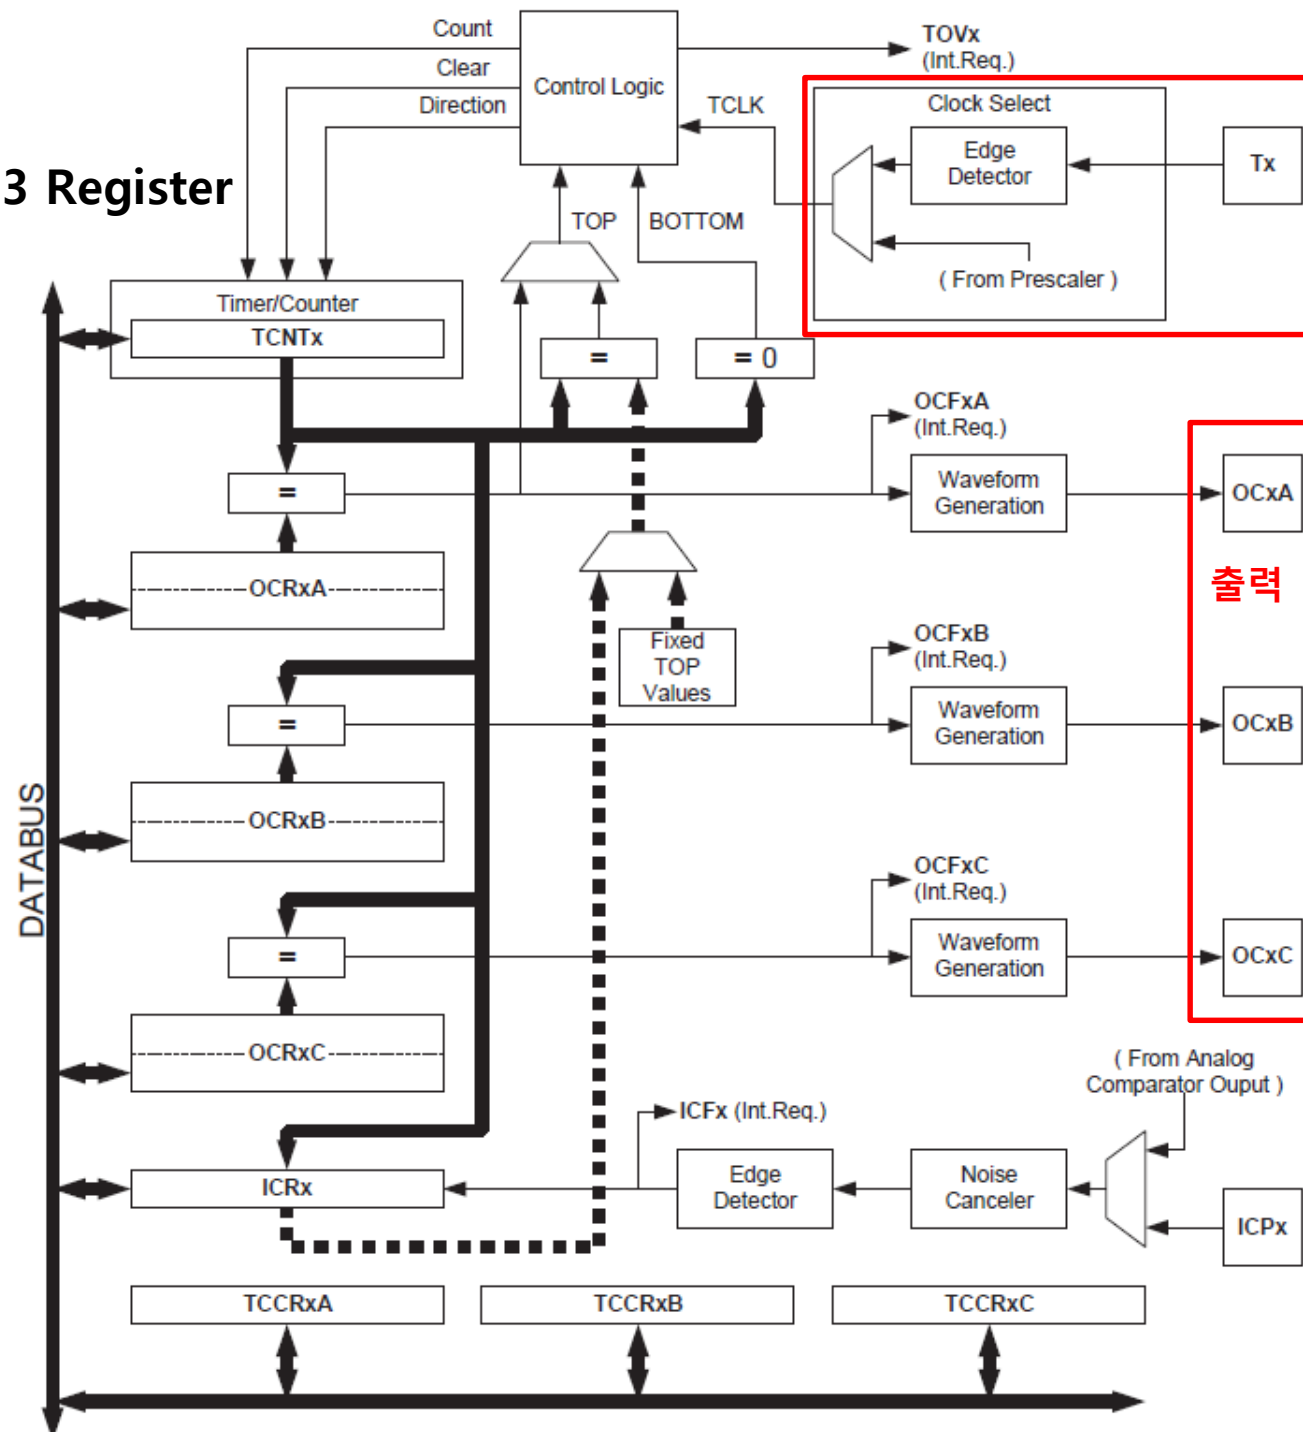 Count
Clear
Direction
Control Logic
TOVx
(Int.Req.)
TCLK
Clock Select
Edge
Detector
Tx
( From Prescaler )
3 Register
TOP
BOTTOM
Timer/Counter
TCNTx
=
= 0
OCFxA
(Int.Req.)
=
Waveform
Generation
OCxA
OCRxA
출력
Fixed
TOP
Values
OCFxB
(Int.Req.)
=
Waveform
Generation
OCxB
OCRxB
DATABUS
OCFxC
(Int.Req.)
=
Waveform
Generation
OCxC
OCRxC
( From Analog
Comparator Ouput )
ICFx (Int.Req.)
ICRx
Edge
Detector
Noise
Canceler
ICPx
TCCRxA
TCCRxB
TCCRxC